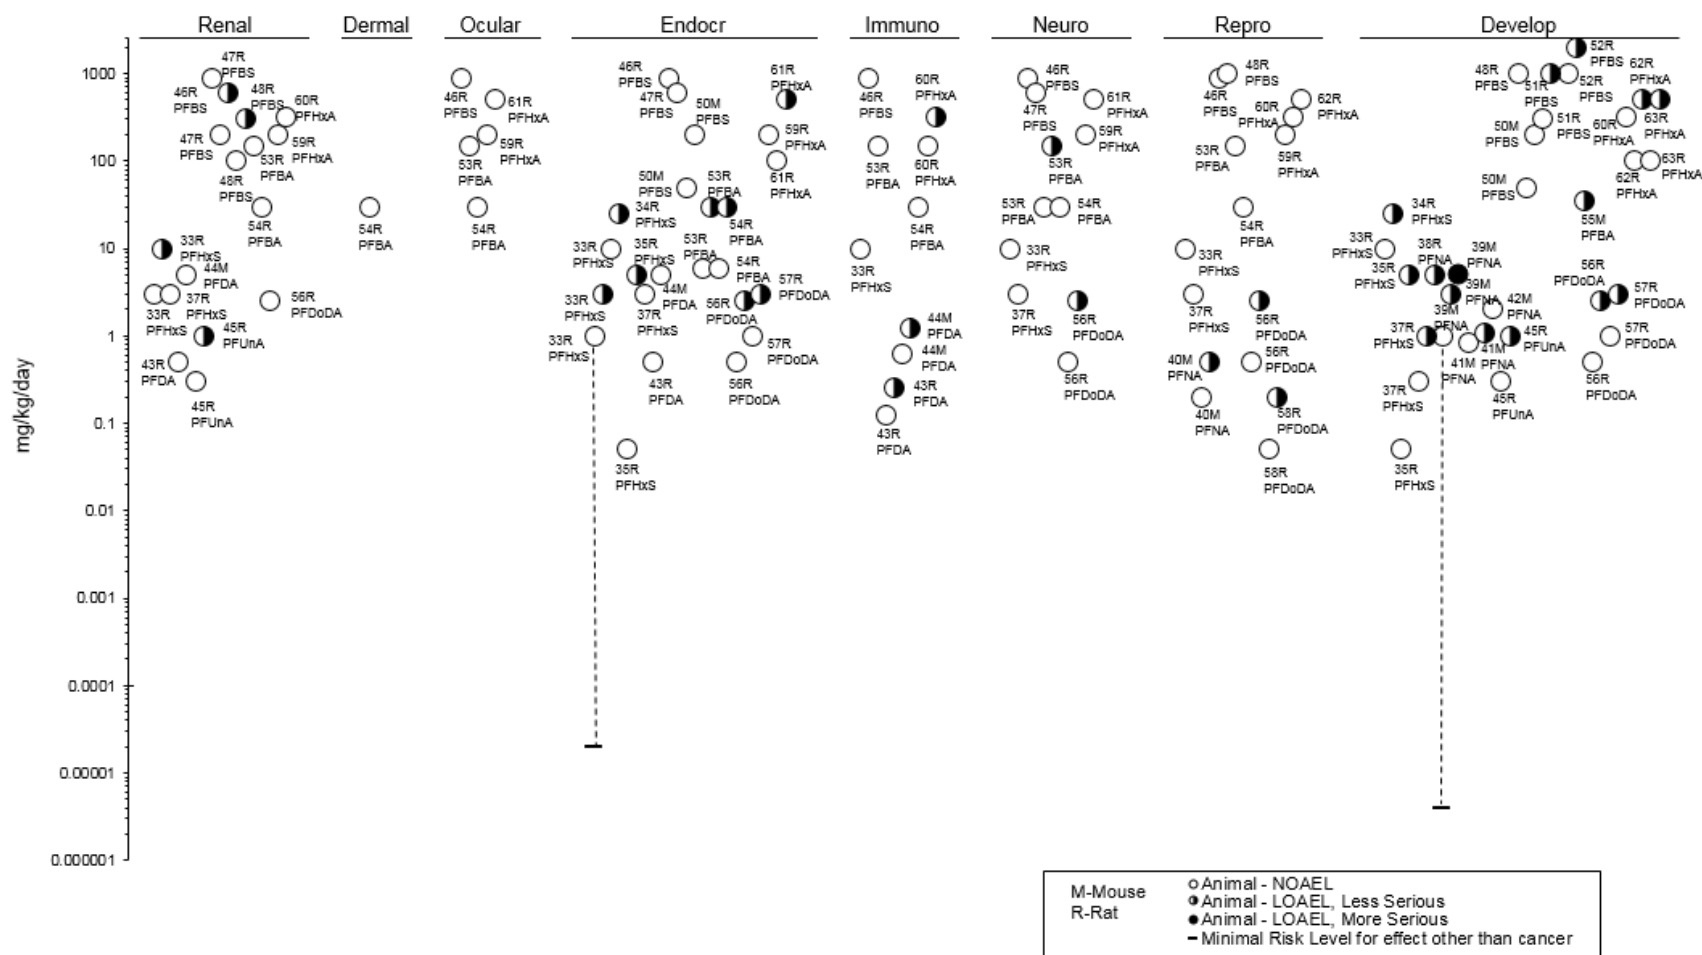 Renal
Dermal
Ocular
Endocr
Immuno
Neuro
Repro
Develop
mg/kg/day
1000
100
10
1
0.1
0.01
0.001
0.0001
0.00001
0.000001
47R
PFBS
46R
PFBS
48R
PFBS
60R
PFHxA
47R
PFBS
59R
PFHxA
53R
PFBA
48R
PFBS
54R
PFBA
33R
PFHxS
44M
PFDA
33R
PFHxS
37R
PFHxS
56R
PFDoDA
45R
PFUnA
43R
PFDA
45R
PFUnA
54R
PFBA
46R
PFBS
61R
PFHxA
59R
PFHxA
53R
PFBA
54R
PFBA
46R
PFBS
47R
PFBS
61R
PFHxA
50M
PFBS
59R
PFHxA
61R
PFHxA
50M
PFBS
53R
PFBA
34R
PFHxS
54R
PFBA
33R
PFHxS
35R
PFHxS
53R
PFBA
54R
PFBA
44M
PFDA
33R
PFHxS
37R
PFHxS
56R
PFDoDA
57R
PFDoDA
33R
PFHxS
57R
PFDoDA
43R
PFDA
56R
PFDoDA
35R
PFHxS
46R
PFBS
60R
PFHxA
53R
PFBA
60R
PFHxA
54R
PFBA
33R
PFHxS
44M
PFDA
44M
PFDA
43R
PFDA
43R
PFDA
46R
PFBS
47R
PFBS
61R
PFHxA
59R
PFHxA
53R
PFBA
53R
PFBA
54R
PFBA
33R
PFHxS
37R
PFHxS
56R
PFDoDA
56R
PFDoDA
48R
PFBS
46R
PFBS
62R
PFHxA
60R
PFHxA
53R
PFBA
59R
PFHxA
54R
PFBA
33R
PFHxS
37R
PFHxS
56R
PFDoDA
40M
PFNA
56R
PFDoDA
40M
PFNA
58R
PFDoDA
58R
PFDoDA
52R
PFBS
48R
PFBS
51R
PFBS
52R
PFBS
62R
PFHxA
63R
PFHxA
50M
PFBS
51R
PFBS
60R
PFHxA
62R
PFHxA
63R
PFHxA
50M
PFBS
55M
PFBA
34R
PFHxS
33R
PFHxS
38R
PFNA
39M
PFNA
35R
PFHxS
39M
PFNA
42M
PFNA
56R
PFDoDA
57R
PFDoDA
37R
PFHxS
39M
PFNA
41M
PFNA
41M
PFNA
45R
PFUnA
57R
PFDoDA
37R
PFHxS
45R
PFUnA
56R
PFDoDA
35R
PFHxS
M-Mouse
R-Rat
Animal - NOAEL
Animal - LOAEL, Less Serious
Animal - LOAEL, More Serious
Minimal Risk Level for effect other than cancer